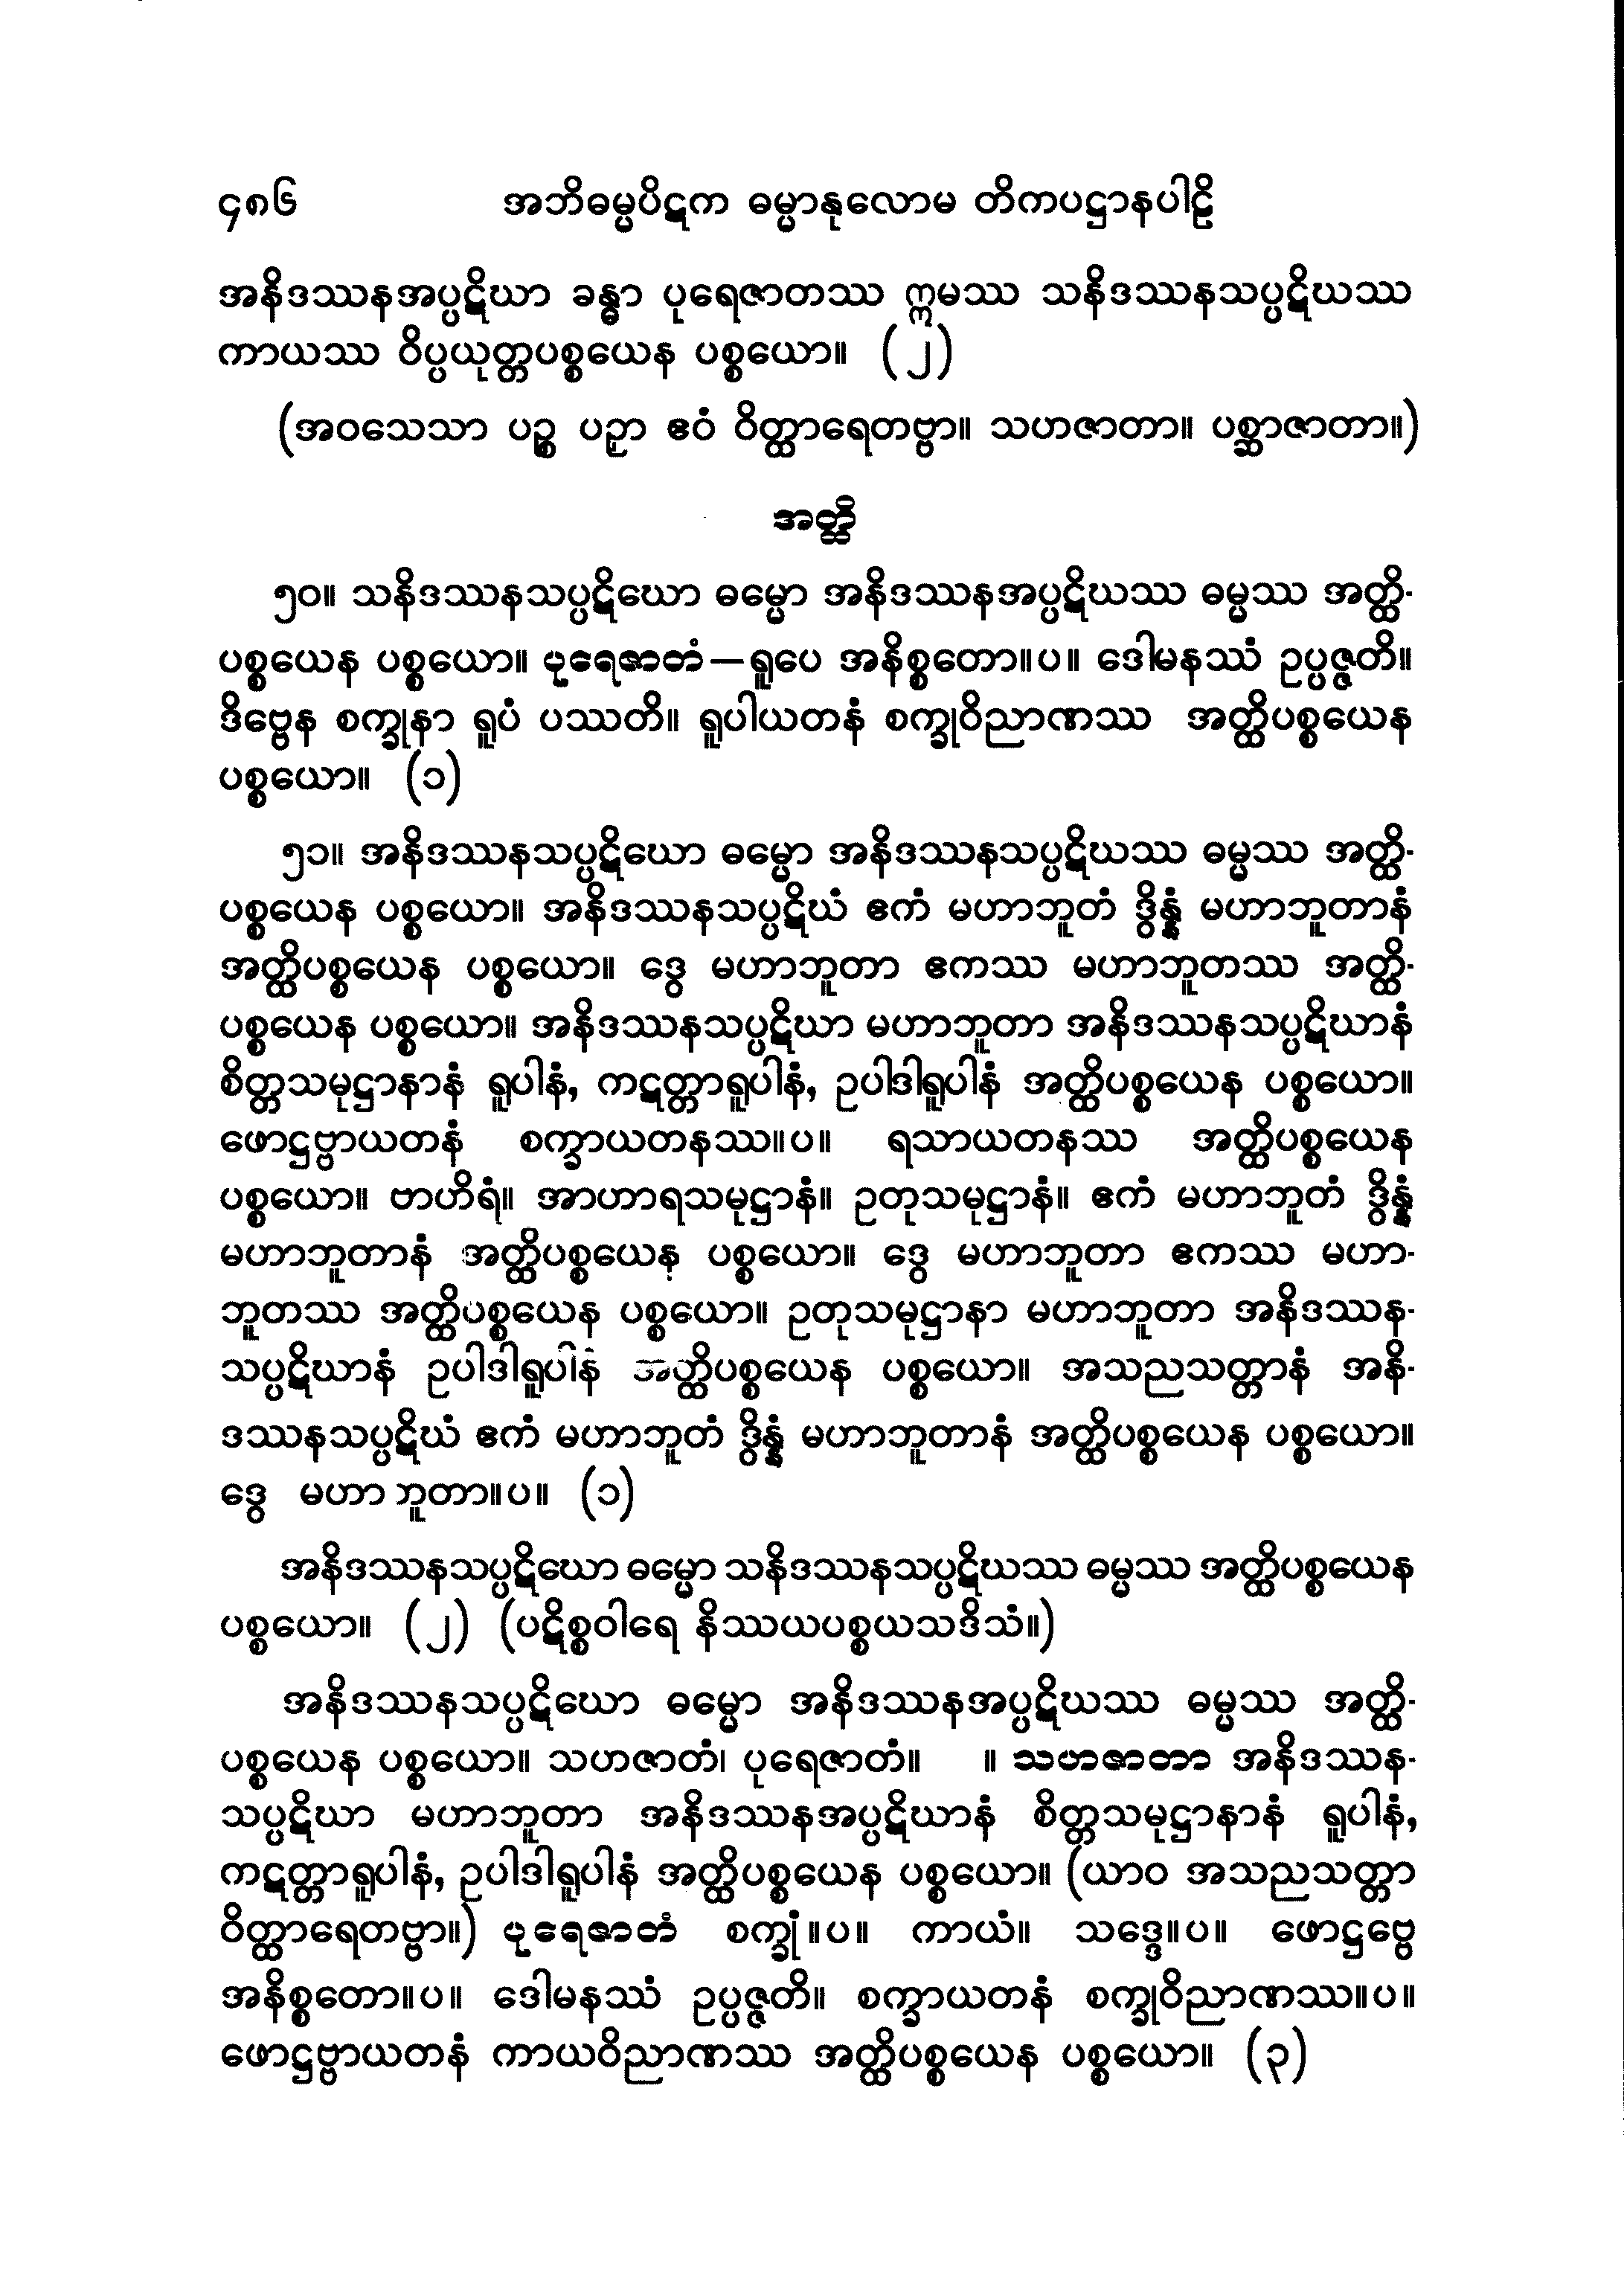 ၄၈၆ အဘိဓမ္မပိဋက ဓမ္မာနုလောမ တိကပဋ္ဌာနပါဠိ
အနိဒဿနအပ္ပဋိဃာ ခန္ဓာ ပုရေဇာတဿ ဣမဿ သနိဒဿနသပ္ပဋိဃဿ
ကာယဿ ဝိပ္ပယုတ္တပစ္စယေန ပစ္စယော။ (၂)
(အဝသေသာ ပဉ္စ ပဉှာ ဧဝံ ဝိတ္ထာရေတဗ္ဗာ။ သဟဇာတာ။ ပစ္ဆာဇာတာ။)
အတ္ထိ
၅၀။ သနိဒဿနသပ္ပဋိဃော ဓမ္မော အနိဒဿနအပ္ပဋိဃဿ ဓမ္မဿ အတ္ထိ-
ပစ္စယေန ပစ္စယော။ ပုရေဇာတံ—ရူပေ အနိစ္စတော။ပ။ ဒေါမနဿံ ဥပ္ပဇ္ဇတိ။
ဒိဗ္ဗေန စက္ခုနာ ရူပံ ပဿတိ။ ရူပါယတနံ စက္ခုဝိညာဏဿ အတ္ထိပစ္စယေန
ပစ္စယော။ (၁)
၅၁။ အနိဒဿနသပ္ပဋိဃော ဓမ္မော အနိဒဿနသပ္ပဋိဃဿ ဓမ္မဿ အတ္ထိ-
ပစ္စယေန ပစ္စယော။ အနိဒဿနသပ္ပဋိဃံ ဧကံ မဟာဘူတံ ဒွိန္နံ မဟာဘူတာနံ
အတ္ထိပစ္စယေန ပစ္စယော။ ဒွေ မဟာဘူတာ ဧကဿ မဟာဘူတဿ အတ္ထိ-
ပစ္စယေန ပစ္စယော။ အနိဒဿနသပ္ပဋိဃာ မဟာဘူတာ အနိဒဿနသပ္ပဋိဃာနံ
စိတ္တသမုဋ္ဌာနာနံ ရူပါနံ, ကဋတ္တာရူပါနံ, ဥပါဒါရူပါနံ အတ္ထိပစ္စယေန ပစ္စယော။
ဖောဋ္ဌဗ္ဗာယတနံ စက္ခာယတနဿ။ပ။ ရသာယတနဿ အတ္ထိပစ္စယေန
ပစ္စယော။ ဗာဟိရံ။ အာဟာရသမုဋ္ဌာနံ။ ဥတုသမုဋ္ဌာနံ။ ဧကံ မဟာဘူတံ ဒွိန္နံ
မဟာဘူတာနံ အတ္ထိပစ္စယေန ပစ္စယော။ ဒွေ မဟာဘူတာ ဧကဿ မဟာ-
ဘူတဿ အတ္ထိပစ္စယေန ပစ္စယော။ ဥတုသမုဋ္ဌာနာ မဟာဘူတာ အနိဒဿန-
သပ္ပဋိဃာနံ ဥပါဒါရူပါနံ အတ္ထိပစ္စယေန ပစ္စယော။ အသညသတ္တာနံ အနိ-
ဒဿနသပ္ပဋိဃံ ဧကံ မဟာဘူတံ ဒွိန္နံ မဟာဘူတာနံ အတ္ထိပစ္စယေန ပစ္စယော။
ဒွေ မဟာဘူတာ။ပ။ (၁)
အနိဒဿနသပ္ပဋိဃော ဓမ္မော သနိဒဿနသပ္ပဋိဃဿ ဓမ္မဿ အတ္ထိပစ္စယေန
ပစ္စယော။ (၂) (ပဋိစ္စဝါရေ နိဿယပစ္စယသဒိသံ။)
အနိဒဿနသပ္ပဋိဃော ဓမ္မော အနိဒဿနအပ္ပဋိဃဿ ဓမ္မဿ အတ္ထိ-
ပစ္စယေန ပစ္စယော။ သဟဇာတံ၊ ပုရေဇာတံ။ ။ သဟဇာတာ အနိဒဿန-
သပ္ပဋိဃာ မဟာဘူတာ အနိဒဿနအပ္ပဋိဃာနံ စိတ္တသမုဋ္ဌာနာနံ ရူပါနံ,
ကဋတ္တာရူပါနံ, ဥပါဒါရူပါနံ အတ္ထိပစ္စယေန ပစ္စယော။ (ယာဝ အသညသတ္တာ
ဝိတ္ထာရေတဗ္ဗာ။) ပုရေဇာတံ စက္ခုံ။ပ။ ကာယံ။ သဒ္ဒေ။ပ။ ဖောဋ္ဌဗ္ဗေ
အနိစ္စတော။ပ။ ဒေါမနဿံ ဥပ္ပဇ္ဇတိ။ စက္ခာယတနံ စက္ခုဝိညာဏဿ။ပ။
ဖောဋ္ဌဗ္ဗာယတနံ ကာယဝိညာဏဿ အတ္ထိပစ္စယေန ပစ္စယော။ (၃)